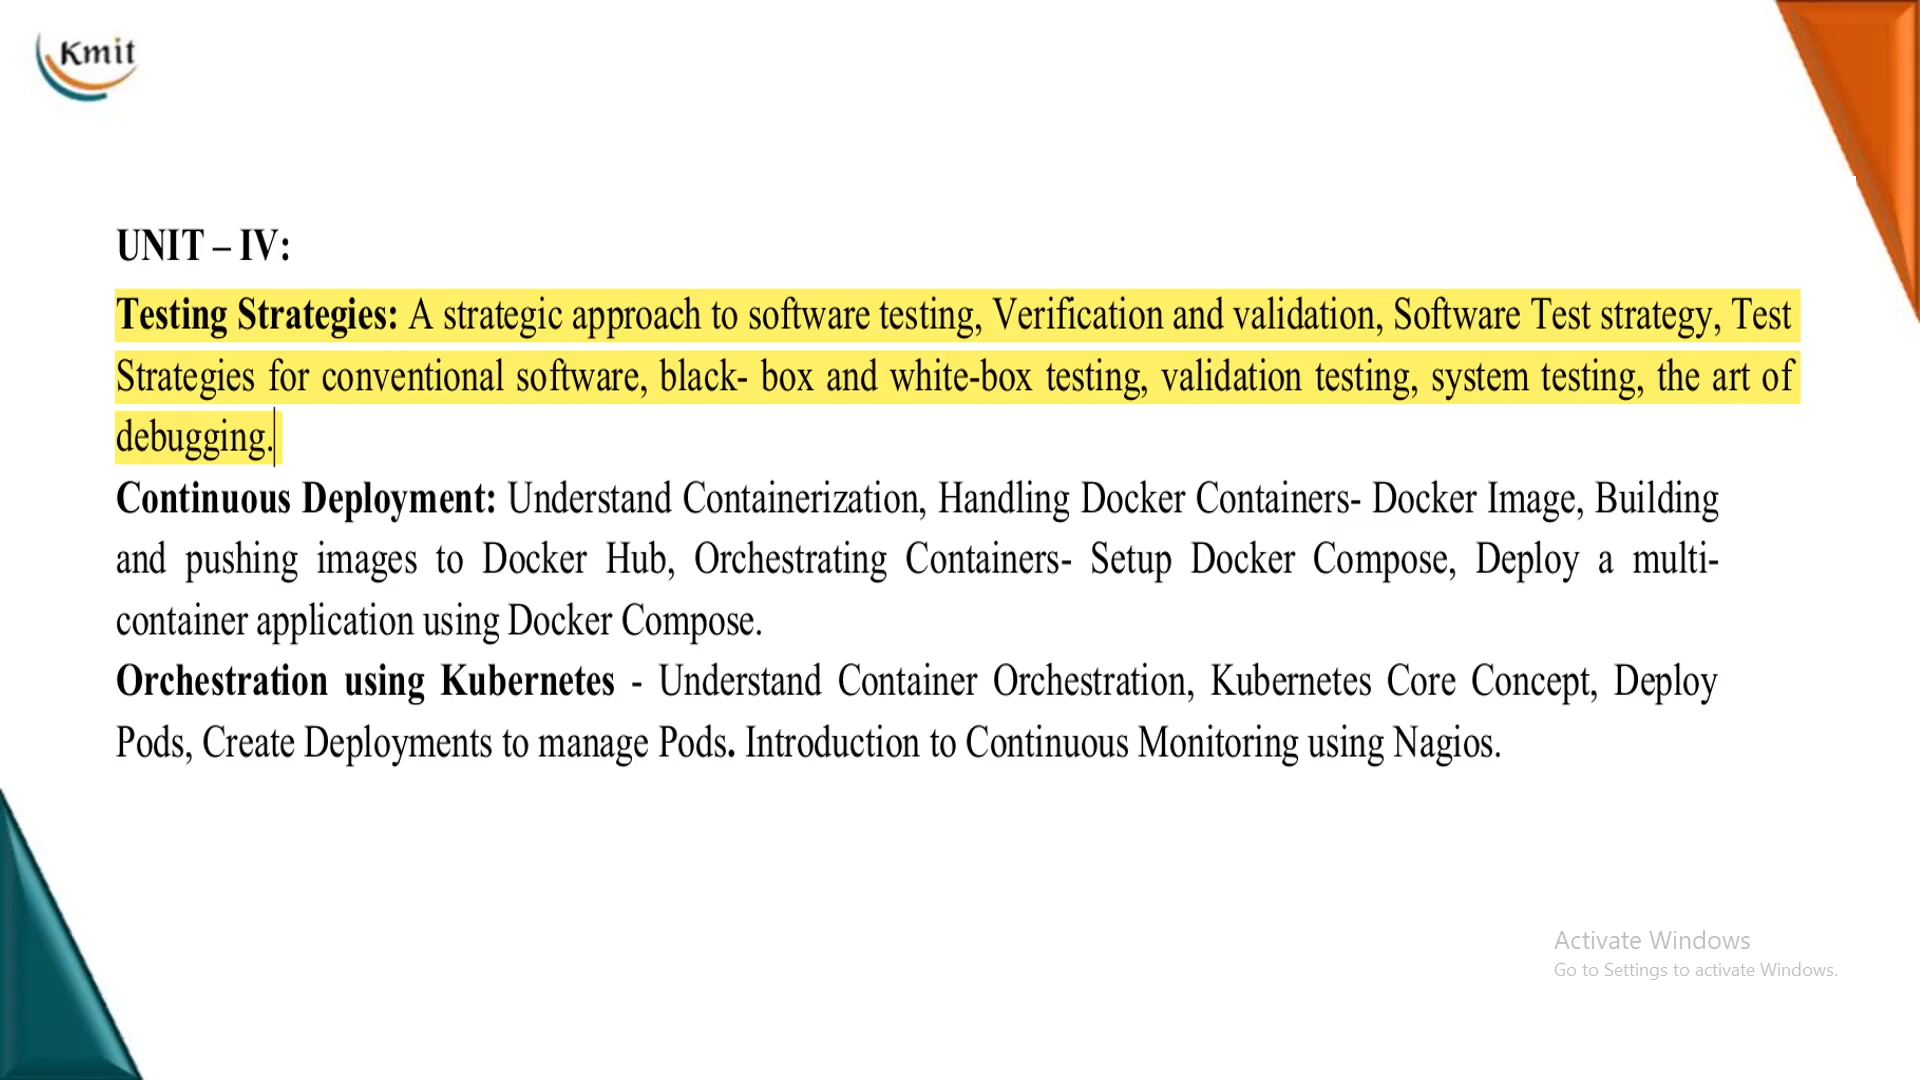 Kmit
UNIT – IV:
Testing Strategies: A strategic approach to software testing, Verification and validation, Software Test strategy, Test
Strategies for conventional software, black- box and white-box testing, validation testing, system testing, the art of
debugging.
Continuous Deployment: Understand Containerization, Handling Docker Containers- Docker Image, Building
and pushing images to Docker Hub, Orchestrating Containers- Setup Docker Compose, Deploy a multi-
container application using Docker Compose.
Orchestration using Kubernetes - Understand Container Orchestration, Kubernetes Core Concept, Deploy
Pods, Create Deployments to manage Pods. Introduction to Continuous Monitoring using Nagios.
Activate Windows
Go to Settings to activate Windows.